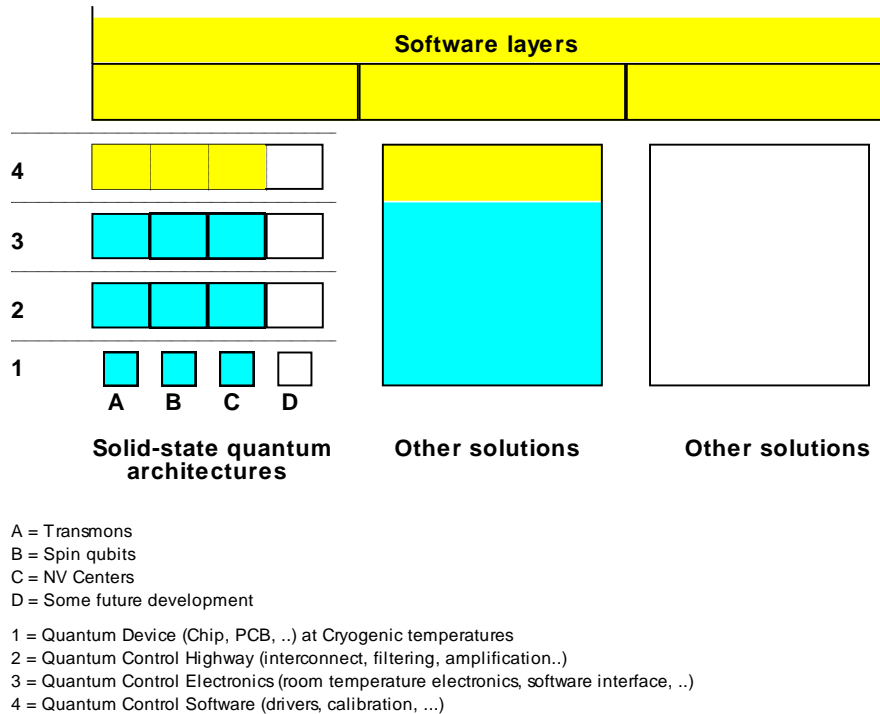 Software layers
4
3
2
1
A B C D
Solid-state quantum
architectures
Other solutions
Other solutions
A = Transmons
B = Spin qubits
C = NV Centers
D = Some future development
1 = Quantum Device (Chip, PCB, ..) at Cryogenic temperatures
2 = Quantum Control Highway (interconnect, filtering, amplification..)
3 = Quantum Control Electronics (room temperature electronics, software interface, ..)
4 = Quantum Control Software (drivers, calibration, ...)